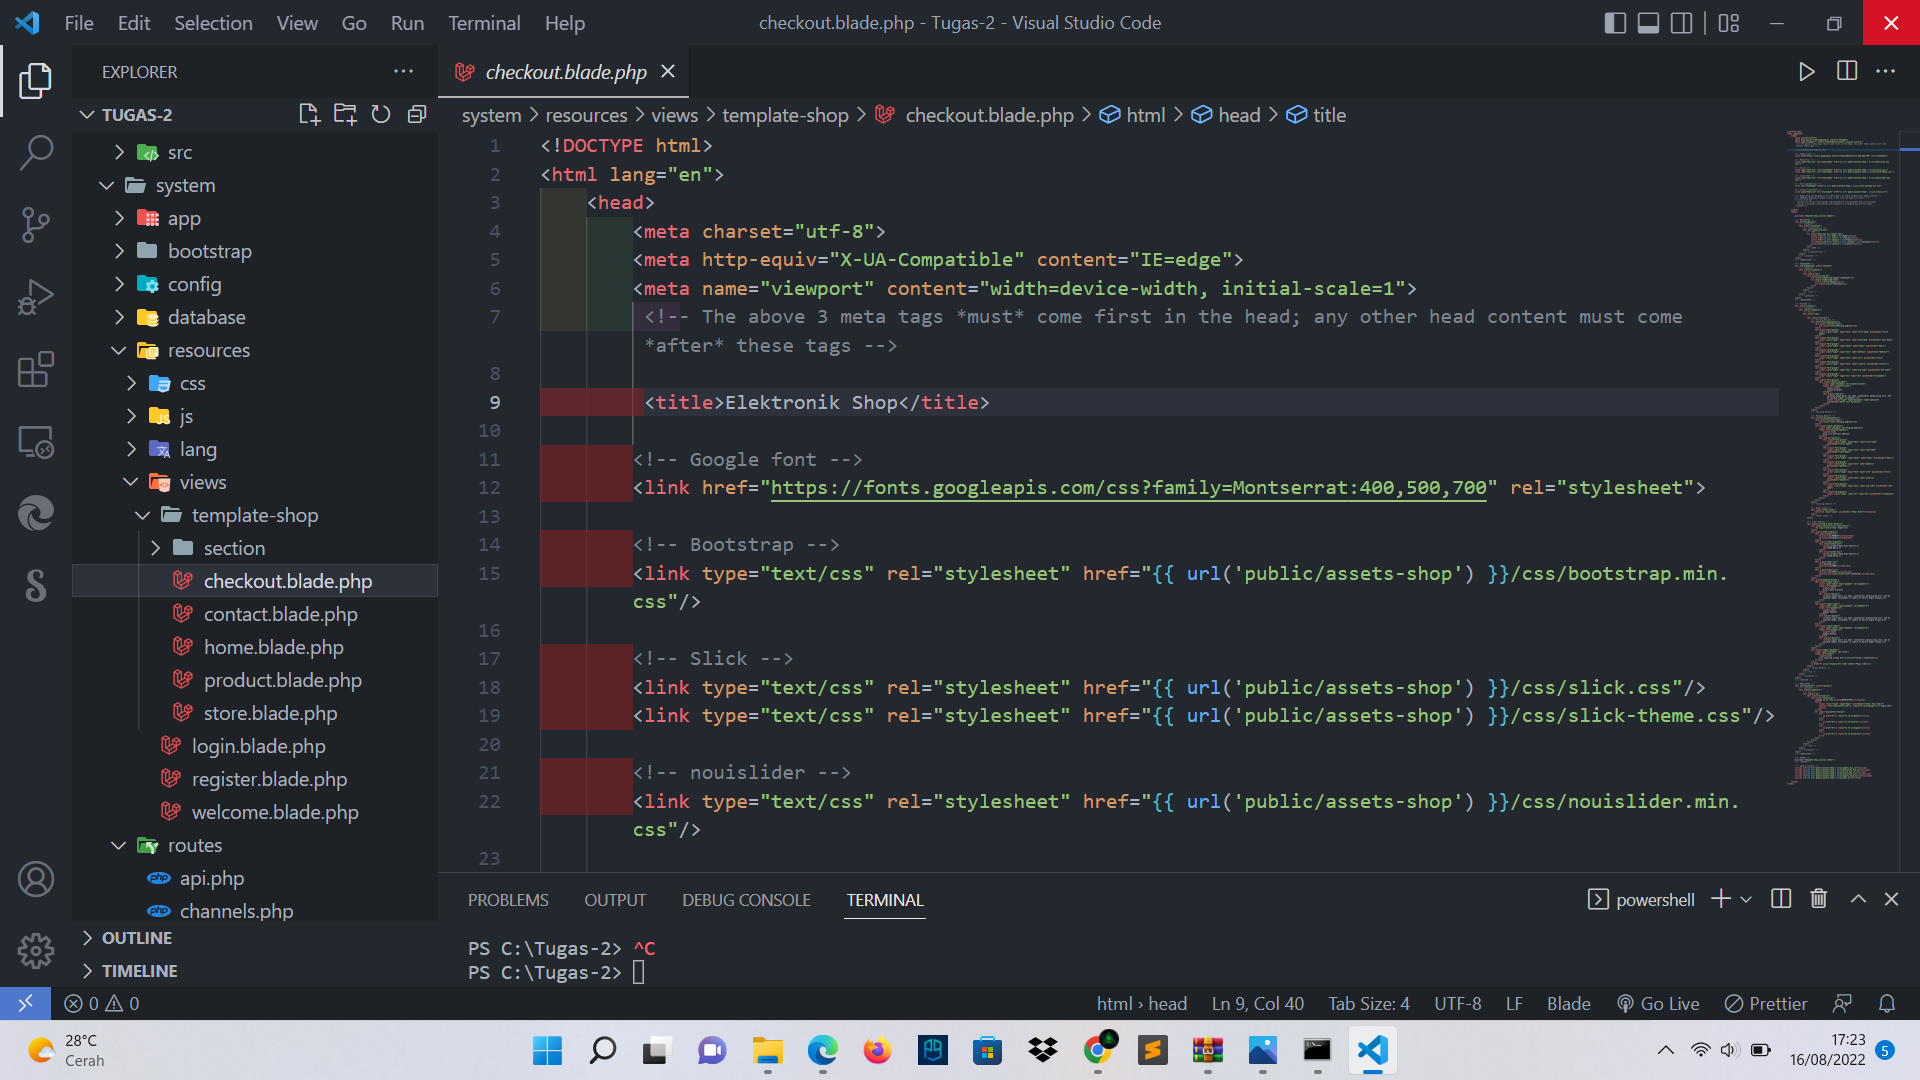 File Edit Selection View Go Run Terminal Help
checkout.blade.php - Tugas-2 - Visual Studio Code
EXPLORER
TUGAS-2
src
system
app
bootstrap
config
database
resources
css
js
lang
views
template-shop
section
checkout.blade.php
contact.blade.php
home.blade.php
product.blade.php
store.blade.php
login.blade.php
register.blade.php
welcome.blade.php
routes
api.php
channels.php
OUTLINE
TIMELINE
checkout.blade.php
system > resources > views > template-shop > checkout.blade.php > html > head > title
1 <!DOCTYPE html>
2 <html lang="en">
3 <head>
4 <meta charset="utf-8">
5 <meta http-equiv="X-UA-Compatible" content="IE=edge">
6 <meta name="viewport" content="width=device-width, initial-scale=1">
7 <!-- The above 3 meta tags *must* come first in the head; any other head content must come
*after* these tags -->
8
9 <title>Elektronik Shop</title>
10
11 <!-- Google font -->
12 <link href="https://fonts.googleapis.com/css?family=Montserrat:400,500,700" rel="stylesheet">
13
14 <!-- Bootstrap -->
15 <link type="text/css" rel="stylesheet" href="{{ url('public/assets-shop') }}/css/bootstrap.min.
css"/>
16
17 <!-- Slick -->
18 <link type="text/css" rel="stylesheet" href="{{ url('public/assets-shop') }}/css/slick.css"/>
19 <link type="text/css" rel="stylesheet" href="{{ url('public/assets-shop') }}/css/slick-theme.css"/>
20
21 <!-- nouislider -->
22 <link type="text/css" rel="stylesheet" href="{{ url('public/assets-shop') }}/css/nouislider.min.
css"/>
23
PROBLEMS OUTPUT DEBUG CONSOLE TERMINAL
powershell
PS C:\Tugas-2> ^C
PS C:\Tugas-2>
0 0
html › head Ln 9, Col 40 Tab Size: 4 UTF-8 LF Blade Go Live Prettier
28°C
Cerah
17:23
16/08/2022
5